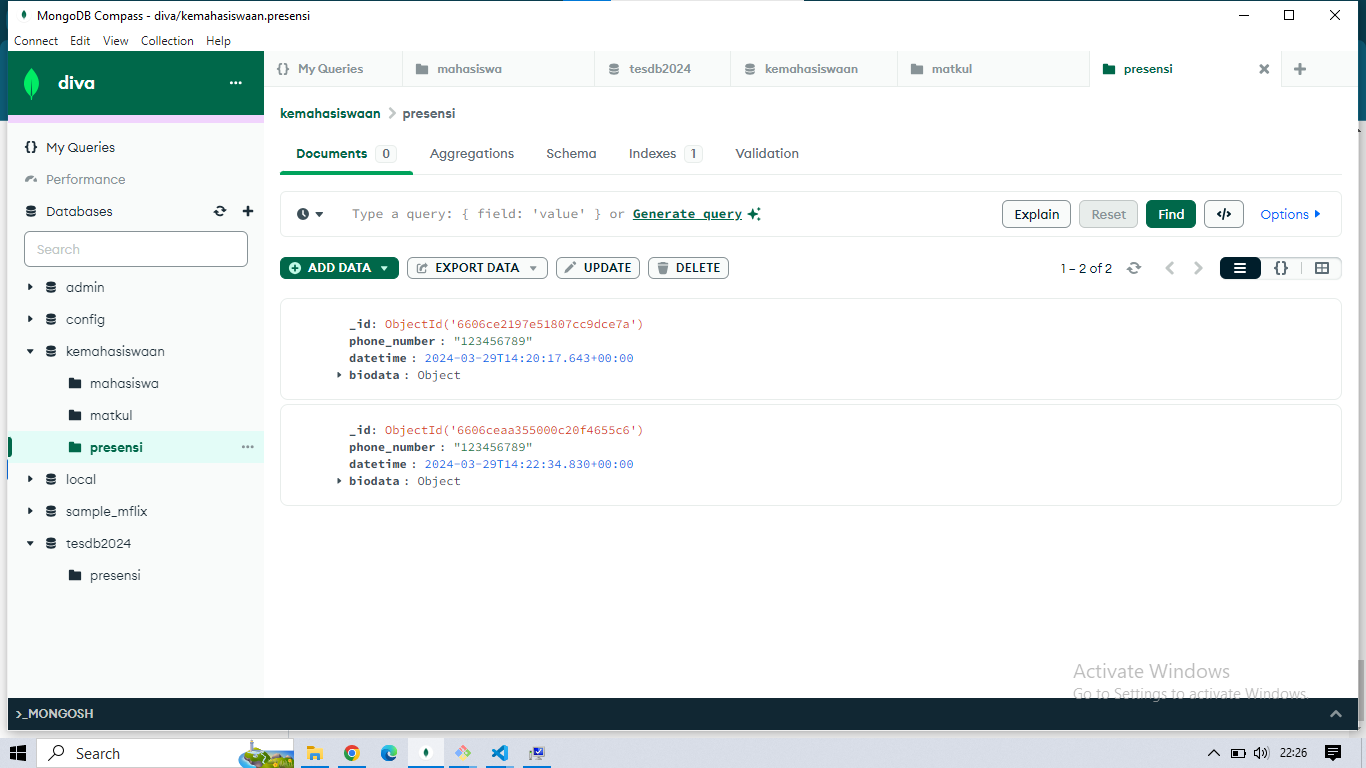 MongoDB Compass - diva/kemahasiswaan.presensi
Connect Edit View Collection Help
diva
My Queries
Performance
Databases
Search
admin
config
kemahasiswaan
mahasiswa
matkul
presensi
local
sample_mflix
tesdb2024
presensi
{} My Queries mahasiswa tesdb2024 kemahasiswaan matkul presensi
kemahasiswaan > presensi
Documents 0 Aggregations Schema Indexes 1 Validation
Type a query: { field: 'value' } or Generate query
Explain Reset Find </> Options
ADD DATA EXPORT DATA UPDATE DELETE
1 – 2 of 2 {}
_id: ObjectId('6606ce2197e51807cc9dce7a')
phone_number : "123456789"
datetime : 2024-03-29T14:20:17.643+00:00
biodata : Object
_id: ObjectId('6606ceaa355000c20f4655c6')
phone_number : "123456789"
datetime : 2024-03-29T14:22:34.830+00:00
biodata : Object
Activate Windows
Go to Settings to activate Windows.
>_MONGOSH
Search
22:26